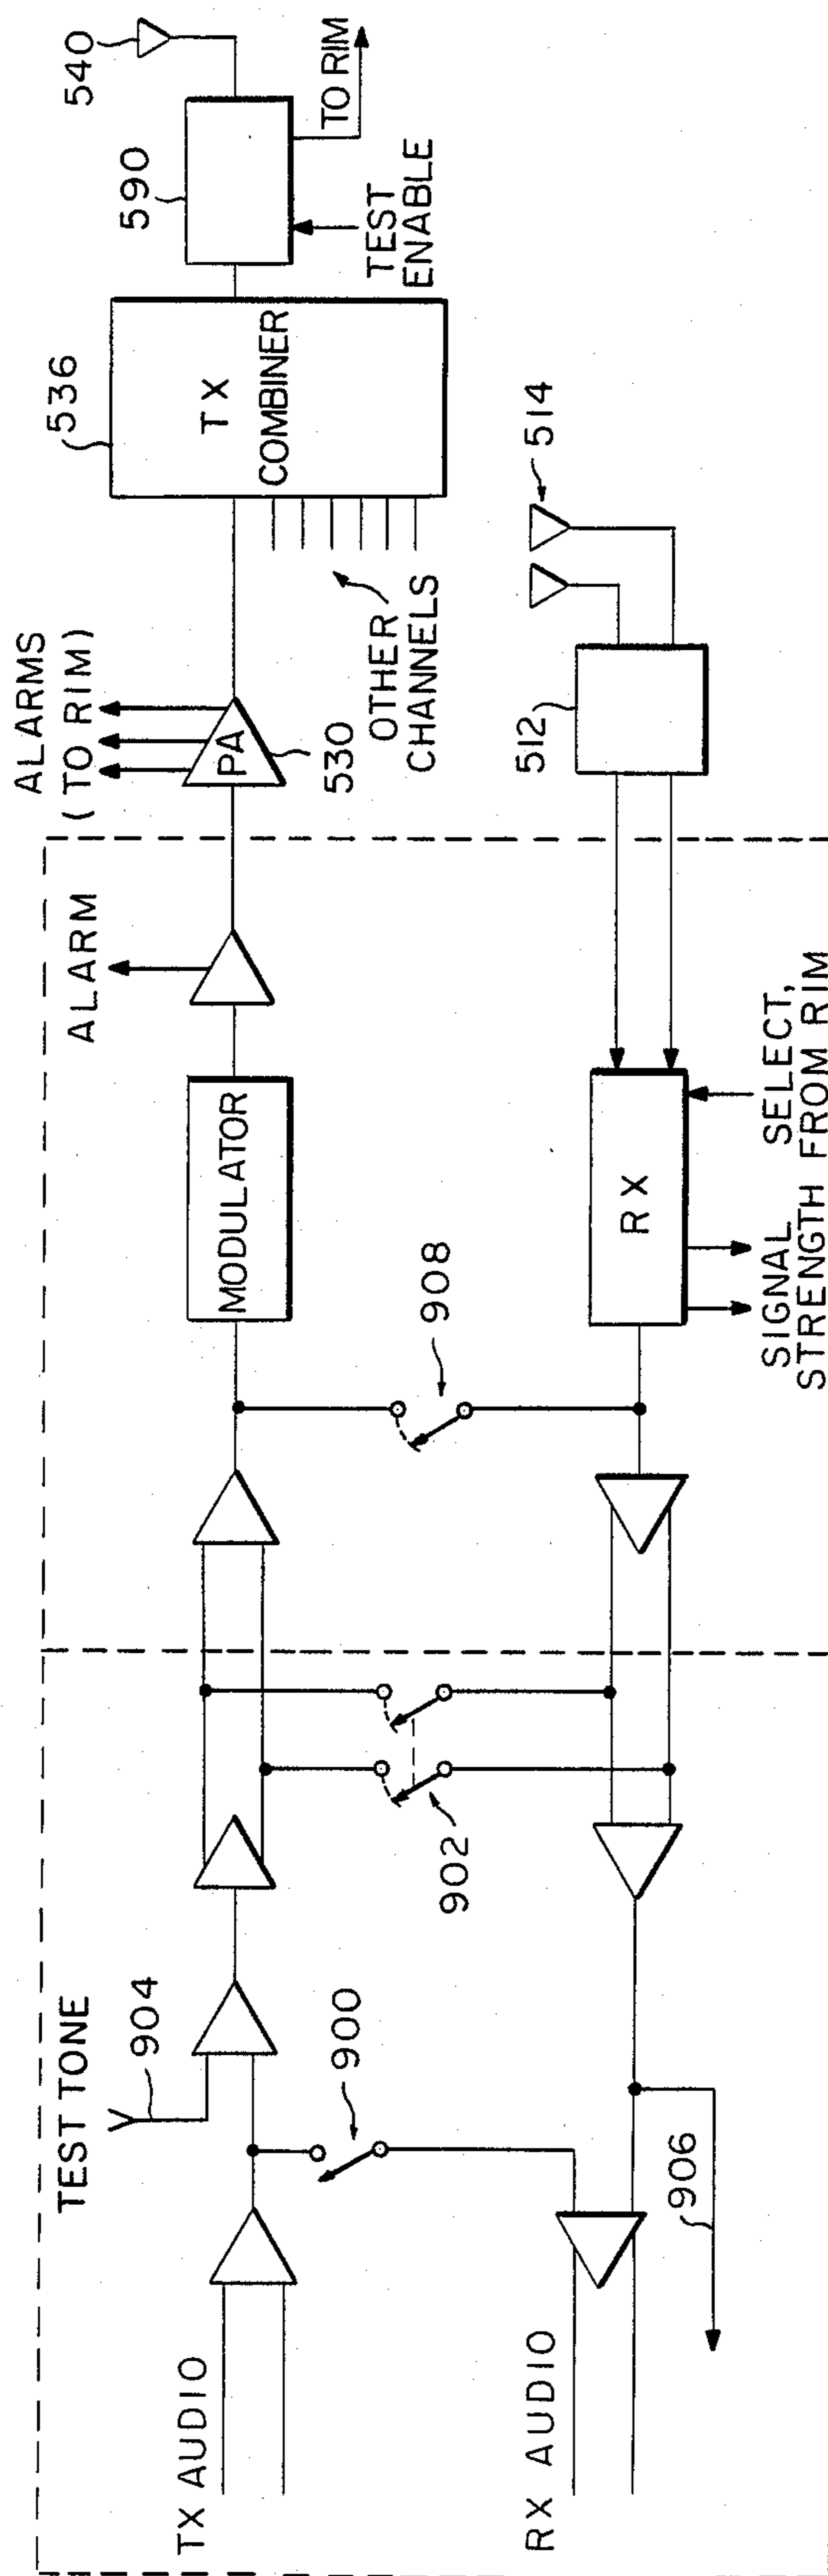 TX AUDIO
TEST TONE
904
900
902
908
MODULATOR
ALARM
ALARMS
( TO RIM )
PA
530
OTHER
CHANNELS
536
TX
COMBINER
590
540
TO RIM
TEST
ENABLE
RX AUDIO
906
RX
SIGNAL SELECT,
STRENGTH FROM RIM
512
514